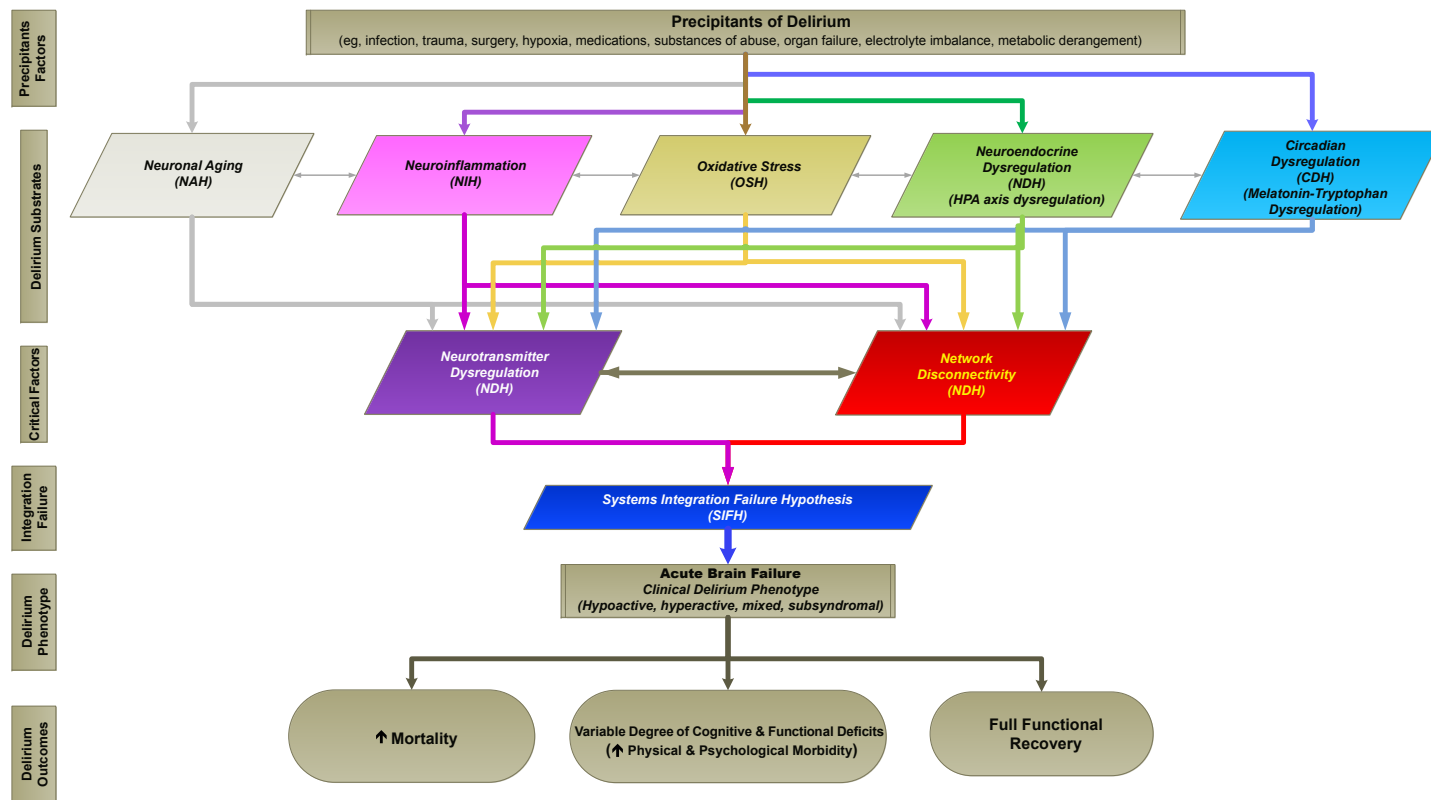 Precipitants
Factors
Precipitants of Delirium
(eg, infection, trauma, surgery, hypoxia, medications, substances of abuse, organ failure, electrolyte imbalance, metabolic derangement)
Delirium Substrates
Neuronal Aging
(NAH)
Neuroinflammation
(NIH)
Oxidative Stress
(OSH)
Neuroendocrine
Dysregulation
(NDH)
(HPA axis dysregulation)
Circadian
Dysregulation
(CDH)
(Melatonin-Tryptophan
Dysregulation)
Critical Factors
Neurotransmitter
Dysregulation
(NDH)
Network
Disconnectivity
(NDH)
Integration
Failure
Systems Integration Failure Hypothesis
(SIFH)
Delirium
Phenotype
Acute Brain Failure
Clinical Delirium Phenotype
(Hypoactive, hyperactive, mixed, subsyndromal)
Delirium
Outcomes
↑ Mortality
Variable Degree of Cognitive & Functional Deficits
(↑ Physical & Psychological Morbidity)
Full Functional
Recovery